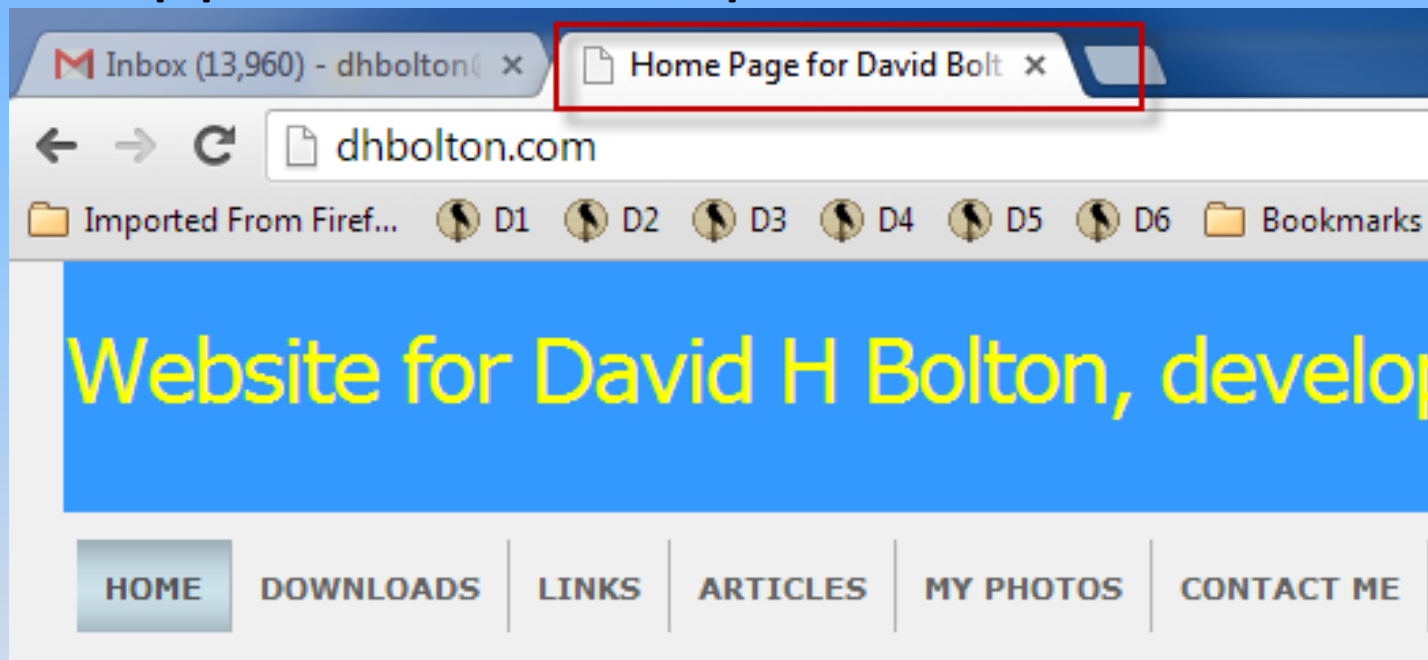 Inbox (13,960) - dhbolton
Home Page for David Bolt
dhbolton.com
Imported From Firef... D1 D2 D3 D4 D5 D6 Bookmarks
Website for David H Bolton, develop
HOME DOWNLOADS LINKS ARTICLES MY PHOTOS CONTACT ME